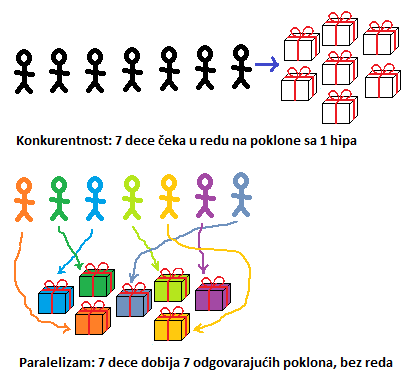 Konkurentnost: 7 dece čeka u redu na poklone sa 1 hipa
Paralelizam: 7 dece dobija 7 odgovarajućih poklona, bez reda